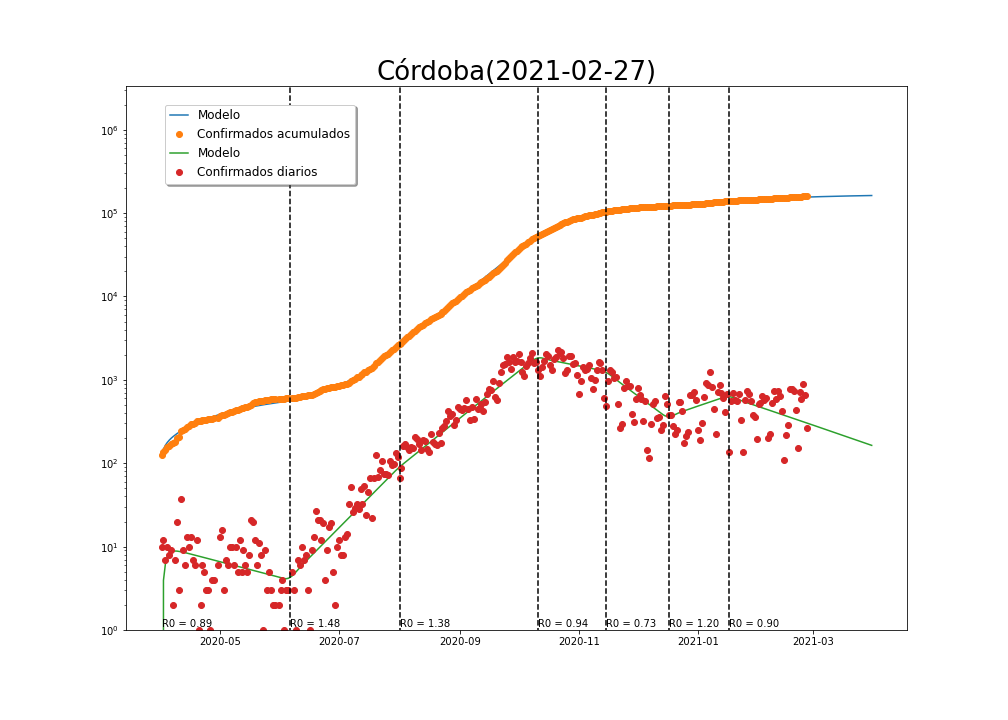 Córdoba(2021-02-27)
Modelo
Confirmados acumulados
Modelo
Confirmados diarios
10⁶
10⁵
10⁴
10³
10²
10¹
10⁰
R0 = 0.89 R0 = 1.48 R0 = 1.38 R0 = 0.94 R0 = 0.73 R0 = 1.20 R0 = 0.90
2020-05 2020-07 2020-09 2020-11 2021-01 2021-03